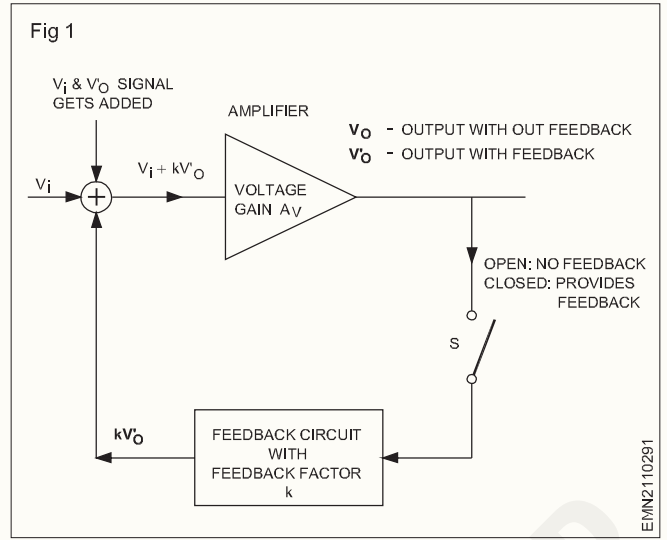 Fig 1
Vi & V'O SIGNAL
GETS ADDED
AMPLIFIER
VO - OUTPUT WITH OUT FEEDBACK
V'O - OUTPUT WITH FEEDBACK
Vi
+
Vi + kV'O
VOLTAGE
GAIN AV
OPEN: NO FEEDBACK
CLOSED: PROVIDES
FEEDBACK
S
kV'O
FEEDBACK CIRCUIT
WITH
FEEDBACK FACTOR
k
EMN2110291